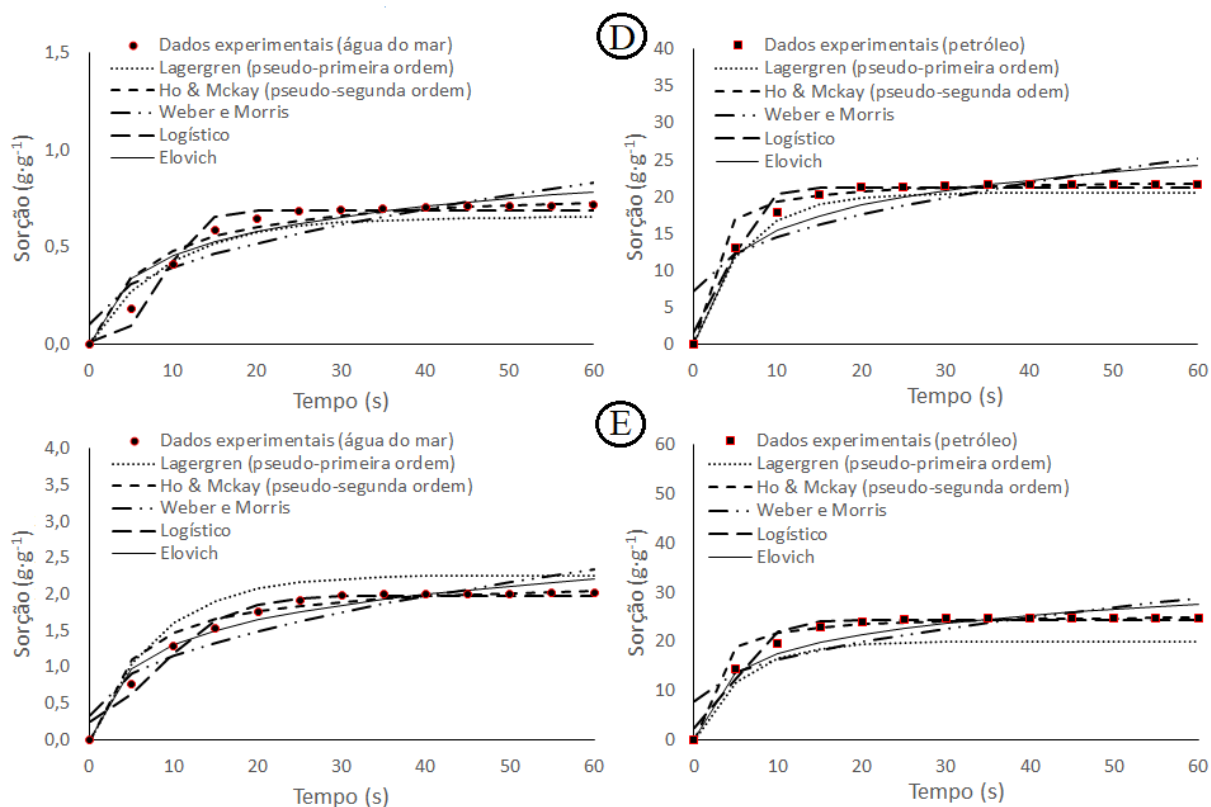 D
1,5
1,0
0,5
0,0
Sorção (g·g⁻¹)
Dados experimentais (água do mar)
Lagergren (pseudo-primeira ordem)
Ho & Mckay (pseudo-segunda ordem)
Weber e Morris
Logístico
Elovich
0 10 20 30 40 50 60
Tempo (s)
40
35
30
25
20
15
10
5
0
Sorção (g·g⁻¹)
Dados experimentais (petróleo)
Lagergren (pseudo-primeira ordem)
Ho & Mckay (pseudo-segunda odem)
Weber e Morris
Logístico
Elovich
0 10 20 30 40 50 60
Tempo (s)
E
4,0
3,5
3,0
2,5
2,0
1,5
1,0
0,5
0,0
Sorção (g·g⁻¹)
Dados experimentais (água do mar)
Lagergren (pseudo-primeira ordem)
Ho & Mckay (pseudo-segunda ordem)
Weber e Morris
Logístico
Elovich
0 10 20 30 40 50 60
Tempo (s)
60
50
40
30
20
10
0
Sorção (g·g⁻¹)
Dados experimentais (petróleo)
Lagergren (pseudo-primeira ordem)
Ho & Mckay (pseudo-segunda ordem)
Weber e Morris
Logístico
Elovich
0 10 20 30 40 50 60
Tempo (s)